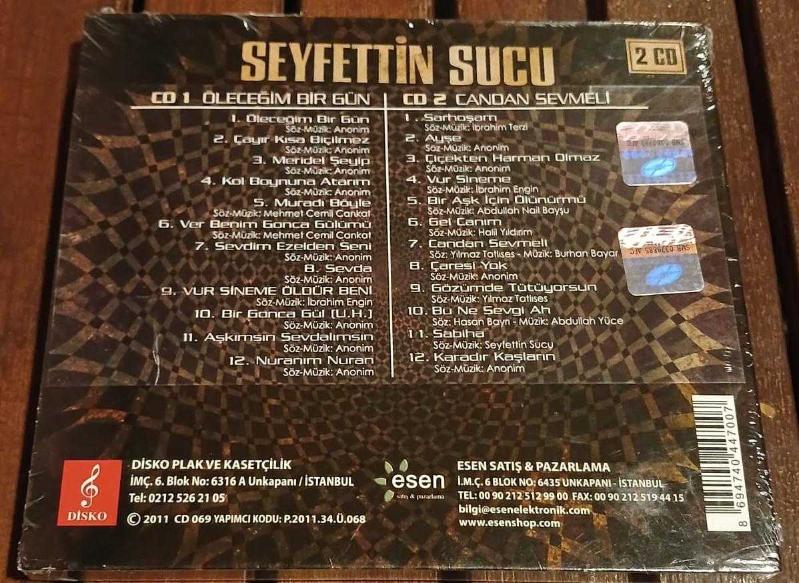 SEYFETTİN SUCU
2 CD
CD 1 ÖLECEĞİM BİR GÜN
1. Öleceğim Bir Gün
Söz-Müzik: Anonim
2. Çayır Kısa Biçilmez
Söz-Müzik: Anonim
3. Meridel Şeyip
Söz-Müzik: Anonim
4. Kol Boynuna Atarım
Söz-Müzik: Anonim
5. Muradı Böyle
Söz-Müzik: Mehmet Cemil Cankat
6. Ver Benim Gonca Gülümü
Söz-Müzik: Mehmet Cemil Cankat
7. Sevdim Ezelden Seni
Söz-Müzik: Anonim
8. Sevda
Söz-Müzik: Anonim
9. VUR SİNEME ÖLDÜR BENİ
Söz-Müzik: İbrahim Engin
10. Bir Gonca Gül (U.H.)
Söz-Müzik: Anonim
11. Aşkımsın Sevdalımsın
Söz-Müzik: Anonim
12. Nuranım Nuran
Söz-Müzik: Anonim
CD 2 CANDAN SEVMELİ
1. Sarhoşam
Söz-Müzik: İbrahim Terzi
2. Ayşe
Söz-Müzik: Anonim
3. Çiçekten Harman Olmaz
Söz-Müzik: Anonim
4. Vur Sineme
Söz-Müzik: İbrahim Engin
5. Bir Aşk İçin Ölünürmü
Söz-Müzik: Abdullah Nail Bayşu
6. Gel Canım
Söz-Müzik: Halil Yıldırım
7. Candan Sevmeli
Söz: Yılmaz Tatlıses - Müzik: Burhan Bayar
8. Çaresi Yok
Söz-Müzik: Anonim
9. Gözümde Tütüyorsun
Söz-Müzik: Yılmaz Tatlıses
10. Bu Ne Sevgi Ah
Söz: Hasan Bayrı - Müzik: Abdullah Yüce
11. Sabiha
Söz-Müzik: Seyfettin Sucu
12. Karadır Kaşların
Söz-Müzik: Anonim
DİSKO
DİSKO PLAK VE KASETÇİLİK
İMÇ. 6. Blok No: 6316 A Unkapanı / İSTANBUL
Tel: 0212 526 21 05
© 2011 CD 069 YAPIMCI KODU: P.2011.34.Ü.068
esen
satış & pazarlama
ESEN SATIŞ & PAZARLAMA
İ.M.Ç. 6 BLOK NO: 6435 UNKAPANI - İSTANBUL
TEL: 00 90 212 512 99 00 FAX: 00 90 212 519 44 15
bilgi@esenelektronik.com
www.esenshop.com
8 694740 447007